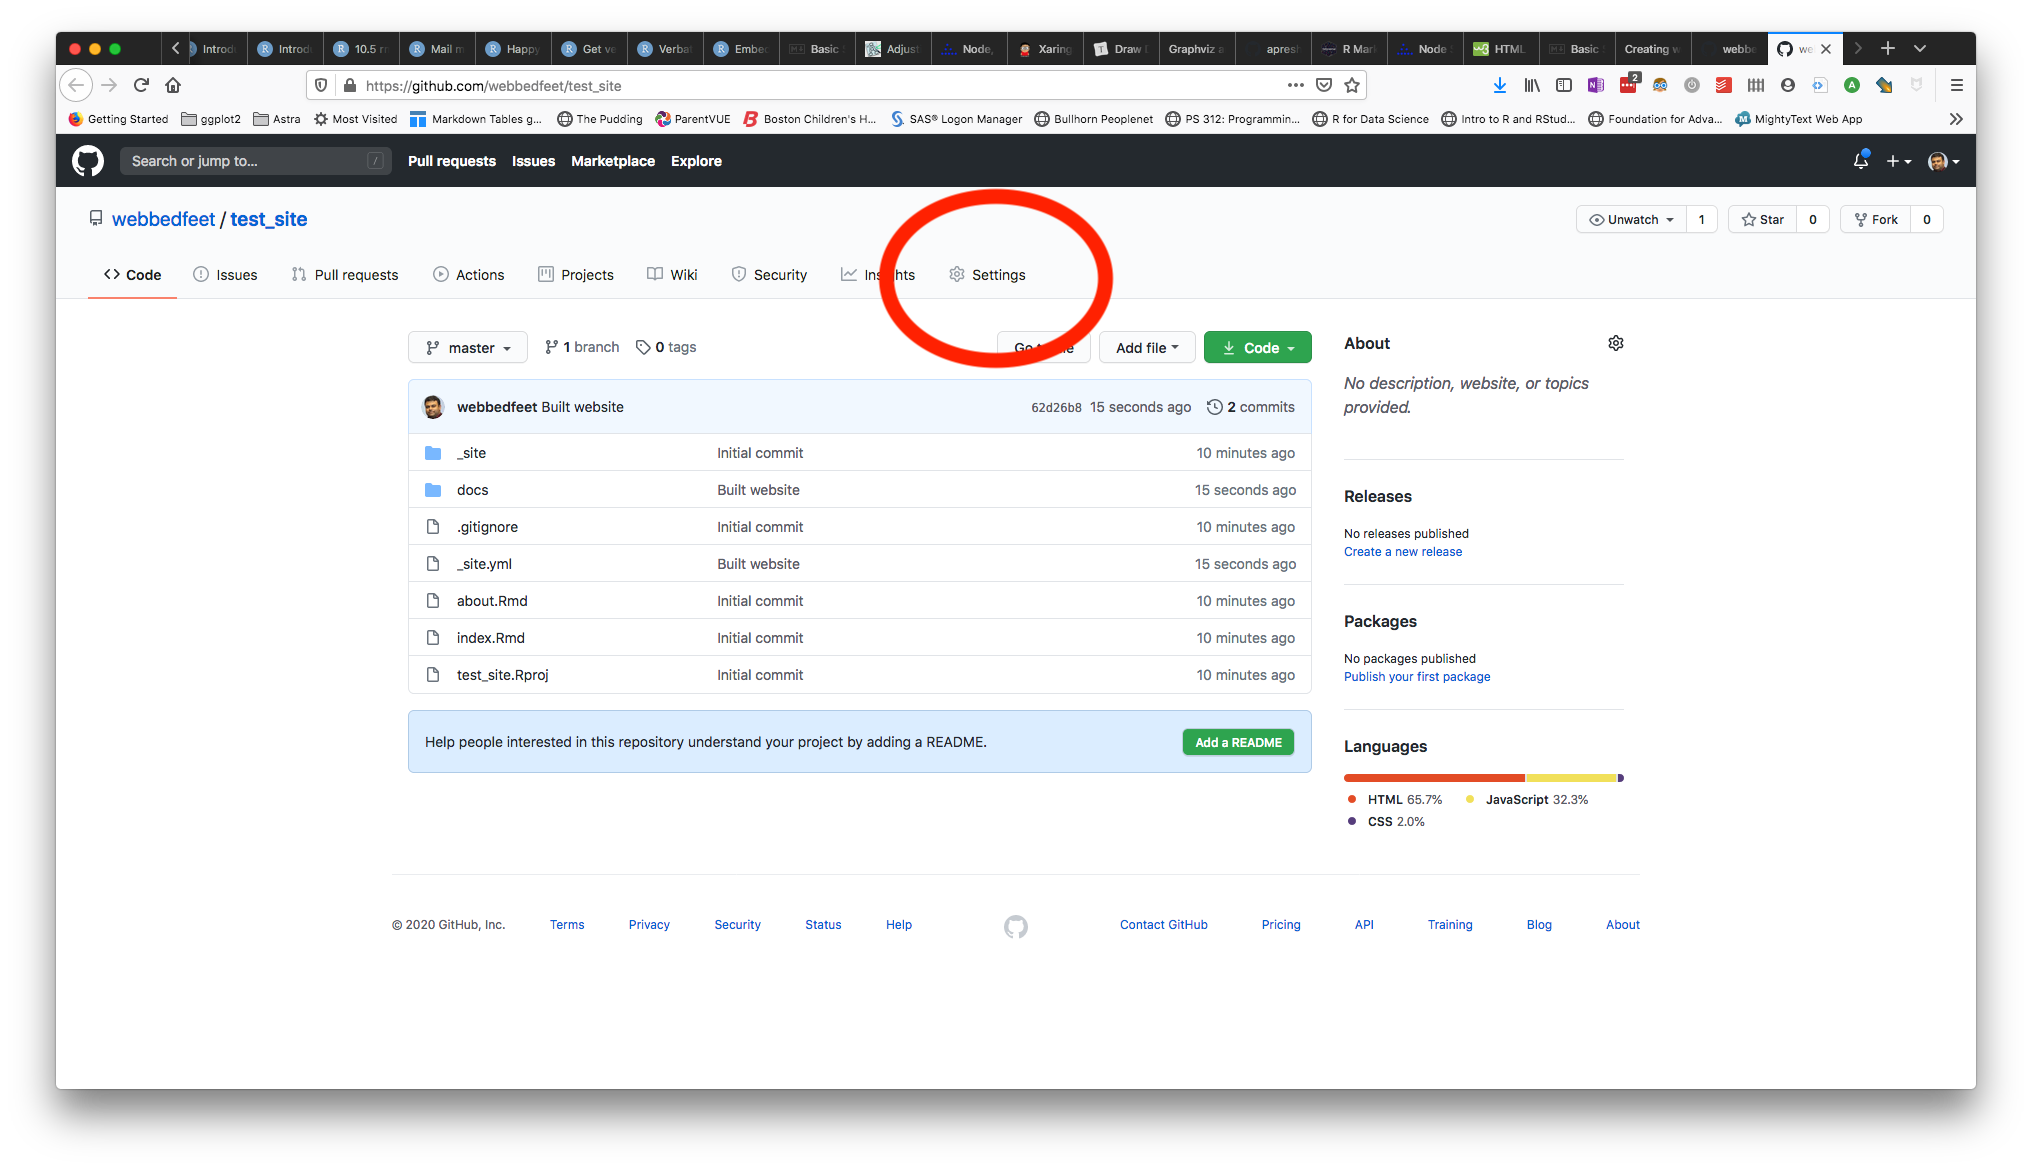 Introd Introdu 10.5 rm Mail m Happy Get ve Verba Embed Basic Adjust Node, Xaring Draw Graphviz a apresh R Mar Node HTML Basic Creating w webbe we
https://github.com/webbedfeet/test_site
2
Getting Started ggplot2 Astra Most Visited Markdown Tables g... The Pudding ParentVUE Boston Children's H... SAS® Logon Manager Bullhorn Peoplenet PS 312: Programmin... R for Data Science Intro to R and RStud... Foundation for Adva... MightyText Web App
Search or jump to... / Pull requests Issues Marketplace Explore
webbedfeet / test_site Unwatch 1 Star 0 Fork 0
Code Issues Pull requests Actions Projects Wiki Security Insights Settings
master 1 branch 0 tags Go to file Add file Code
webbedfeet Built website 62d26b8 15 seconds ago 2 commits
_site Initial commit 10 minutes ago
docs Built website 15 seconds ago
.gitignore Initial commit 10 minutes ago
_site.yml Built website 15 seconds ago
about.Rmd Initial commit 10 minutes ago
index.Rmd Initial commit 10 minutes ago
test_site.Rproj Initial commit 10 minutes ago
Help people interested in this repository understand your project by adding a README. Add a README
About
No description, website, or topics
provided.
Releases
No releases published
Create a new release
Packages
No packages published
Publish your first package
Languages
HTML 65.7% JavaScript 32.3%
CSS 2.0%
© 2020 GitHub, Inc. Terms Privacy Security Status Help Contact GitHub Pricing API Training Blog About